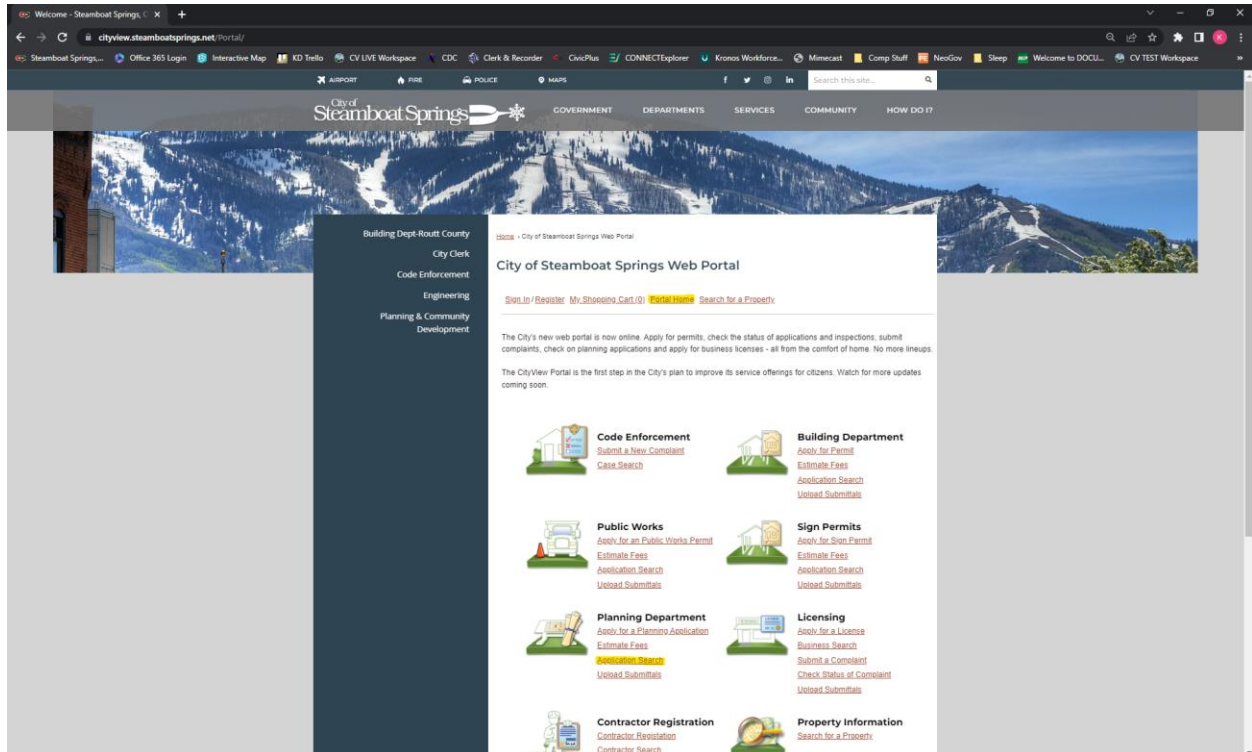 Welcome - Steamboat Springs, C
cityview.steamboatsprings.net/Portal/
Steamboat Springs,... Office 365 Login Interactive Map KD Trello CV LIVE Workspace CDC Clerk & Recorder CivicPlus CONNECTExplorer Kronos Workforce... Mimecast Comp Stuff NeoGov Sleep Welcome to DOCU... CV TEST Workspace
AIRPORT FIRE POLICE MAPS Search this site...
City of
Steamboat Springs
GOVERNMENT DEPARTMENTS SERVICES COMMUNITY HOW DO I?
Building Dept-Routt County
City Clerk
Code Enforcement
Engineering
Planning & Community
Development
Home › City of Steamboat Springs Web Portal
City of Steamboat Springs Web Portal
Sign In / Register My Shopping Cart (0) Portal Home Search for a Property
The City's new web portal is now online. Apply for permits, check the status of applications and inspections, submit
complaints, check on planning applications and apply for business licenses - all from the comfort of home. No more lineups.
The CityView Portal is the first step in the City's plan to improve its service offerings for citizens. Watch for more updates
coming soon.
Code Enforcement
Submit a New Complaint
Case Search
Building Department
Apply for Permit
Estimate Fees
Application Search
Upload Submittals
Public Works
Apply for an Public Works Permit
Estimate Fees
Application Search
Upload Submittals
Sign Permits
Apply for Sign Permit
Estimate Fees
Application Search
Upload Submittals
Planning Department
Apply for a Planning Application
Estimate Fees
Application Search
Upload Submittals
Licensing
Apply for a License
Business Search
Submit a Complaint
Check Status of Complaint
Upload Submittals
Contractor Registration
Contractor Registation
Contractor Search
Property Information
Search for a Property